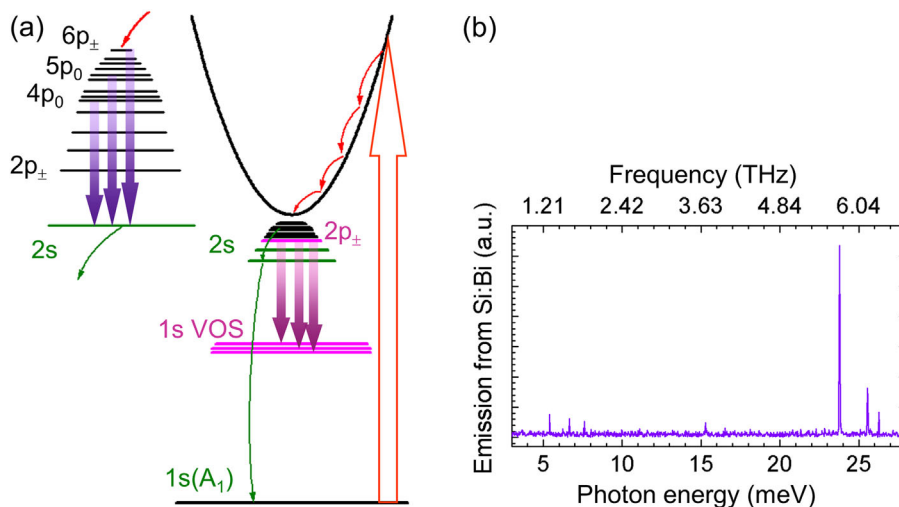 (a)
6p±
5p₀
4p₀
2p±
2s
2s
2p±
1s VOS
1s(A₁)
(b)
Frequency (THz)
1.21 2.42 3.63 4.84 6.04
Emission from Si:Bi (a.u.)
5 10 15 20 25
Photon energy (meV)